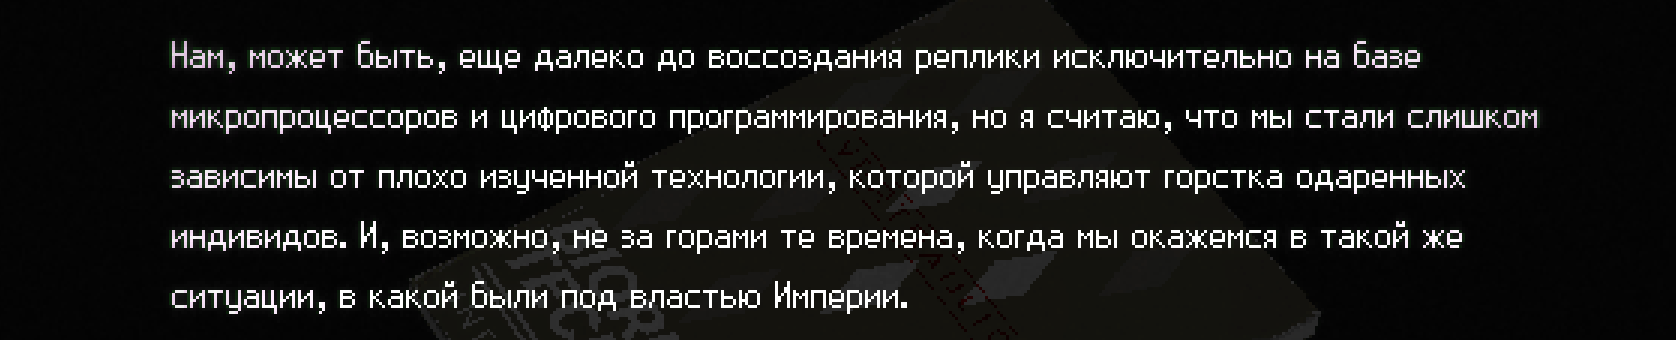 Нам, может быть, еще далеко до воссоздания реплики исключительно на базе
микропроцессоров и цифрового программирования, но я считаю, что мы стали слишком
зависимы от плохо изученной технологии, которой управляют горстка одаренных
индивидов. И, возможно, не за горами те времена, когда мы окажемся в такой же
ситуации, в какой были под властью Империи.